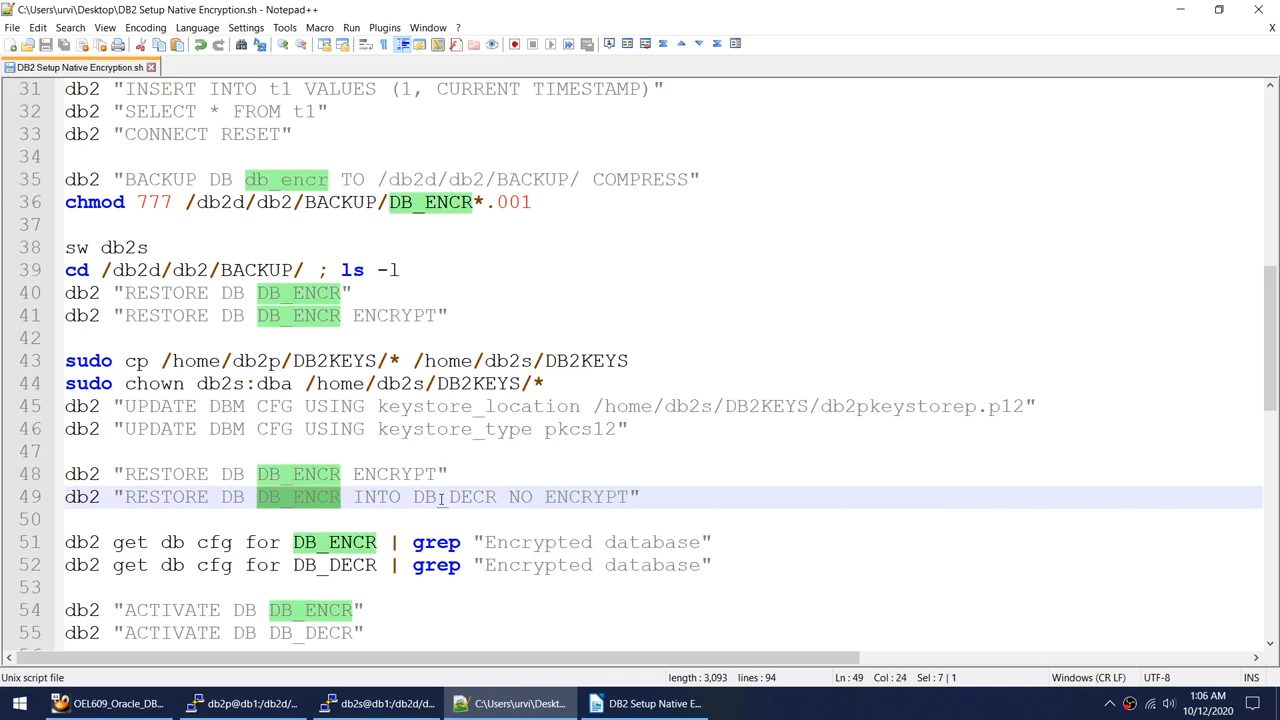 C:\Users\urvi\Desktop\DB2 Setup Native Encryption.sh - Notepad++
File Edit Search View Encoding Language Settings Tools Macro Run Plugins Window ? X
DB2 Setup Native Encryption.sh
31 db2 "INSERT INTO t1 VALUES (1, CURRENT TIMESTAMP)"
32 db2 "SELECT * FROM t1"
33 db2 "CONNECT RESET"
34
35 db2 "BACKUP DB db_encr TO /db2d/db2/BACKUP/ COMPRESS"
36 chmod 777 /db2d/db2/BACKUP/DB_ENCR*.001
37
38 sw db2s
39 cd /db2d/db2/BACKUP/ ; ls -l
40 db2 "RESTORE DB DB_ENCR"
41 db2 "RESTORE DB DB_ENCR ENCRYPT"
42
43 sudo cp /home/db2p/DB2KEYS/* /home/db2s/DB2KEYS
44 sudo chown db2s:dba /home/db2s/DB2KEYS/*
45 db2 "UPDATE DBM CFG USING keystore_location /home/db2s/DB2KEYS/db2pkeystorep.p12"
46 db2 "UPDATE DBM CFG USING keystore_type pkcs12"
47
48 db2 "RESTORE DB DB_ENCR ENCRYPT"
49 db2 "RESTORE DB DB_ENCR INTO DB_DECR NO ENCRYPT"
50
51 db2 get db cfg for DB_ENCR | grep "Encrypted database"
52 db2 get db cfg for DB_DECR | grep "Encrypted database"
53
54 db2 "ACTIVATE DB DB_ENCR"
55 db2 "ACTIVATE DB DB_DECR"
Unix script file length : 3,093 lines : 94 Ln : 49 Col : 24 Sel : 7 | 1 Windows (CR LF) UTF-8 INS
OEL609_Oracle_DB... db2p@db1:/db2d/d... db2s@db1:/db2d/d... C:\Users\urvi\Deskt... DB2 Setup Native E... 1:06 AM
10/12/2020